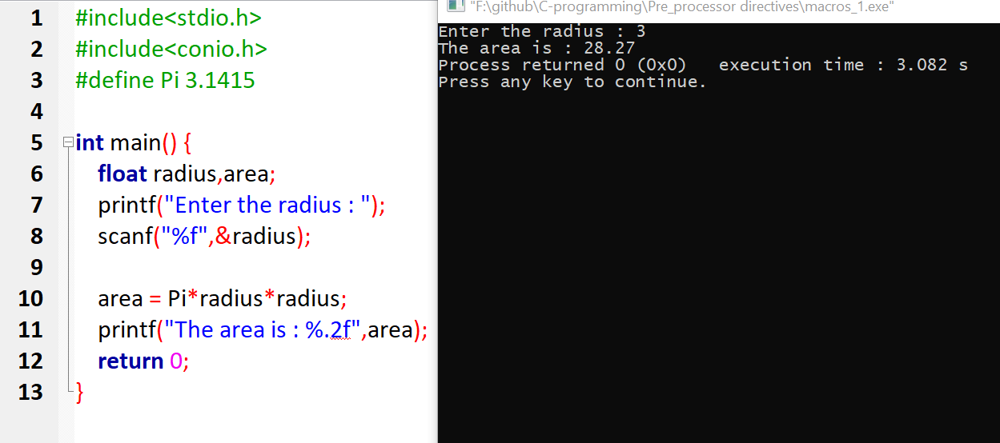 1 #include<stdio.h>
2 #include<conio.h>
3 #define Pi 3.1415
4
5 int main() {
6 float radius,area;
7 printf("Enter the radius : ");
8 scanf("%f",&radius);
9
10 area = Pi*radius*radius;
11 printf("The area is : %.2f",area);
12 return 0;
13 }
"F:\github\C-programming\Pre_processor directives\macros_1.exe"
Enter the radius : 3
The area is : 28.27
Process returned 0 (0x0)   execution time : 3.082 s
Press any key to continue.